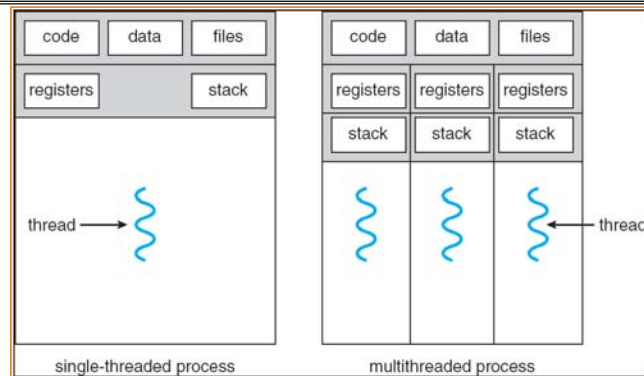 code data files code data files
registers stack registers registers registers
stack stack stack
thread thread
single-threaded process multithreaded process